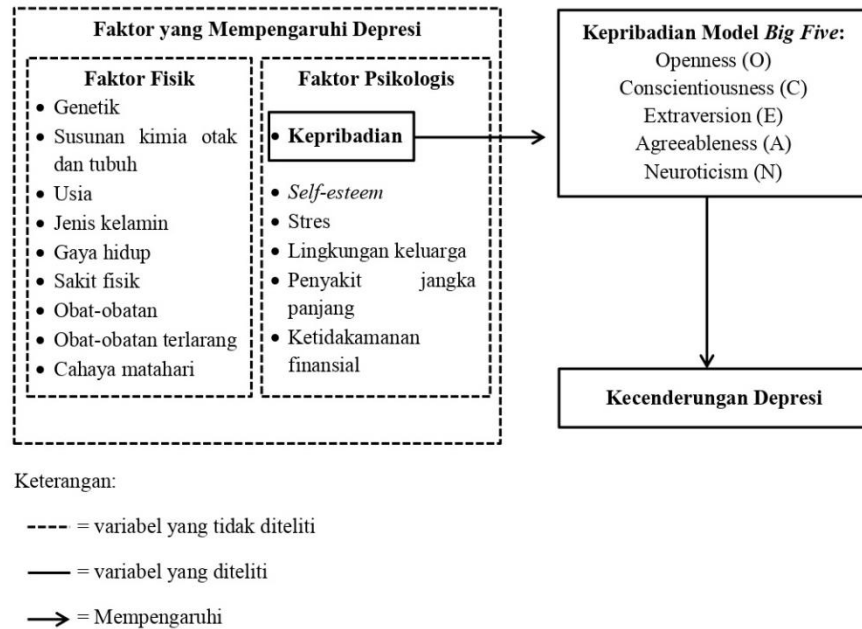 Faktor yang Mempengaruhi Depresi
Faktor Fisik
• Genetik
• Susunan kimia otak
dan tubuh
• Usia
• Jenis kelamin
• Gaya hidup
• Sakit fisik
• Obat-obatan
• Obat-obatan terlarang
• Cahaya matahari
Faktor Psikologis
• Kepribadian
• Self-esteem
• Stres
• Lingkungan keluarga
• Penyakit jangka
panjang
• Ketidakamanan
finansial
Kepribadian Model Big Five:
Openness (O)
Conscientiousness (C)
Extraversion (E)
Agreeableness (A)
Neuroticism (N)
Kecenderungan Depresi
Keterangan:
= variabel yang tidak diteliti
= variabel yang diteliti
= Mempengaruhi